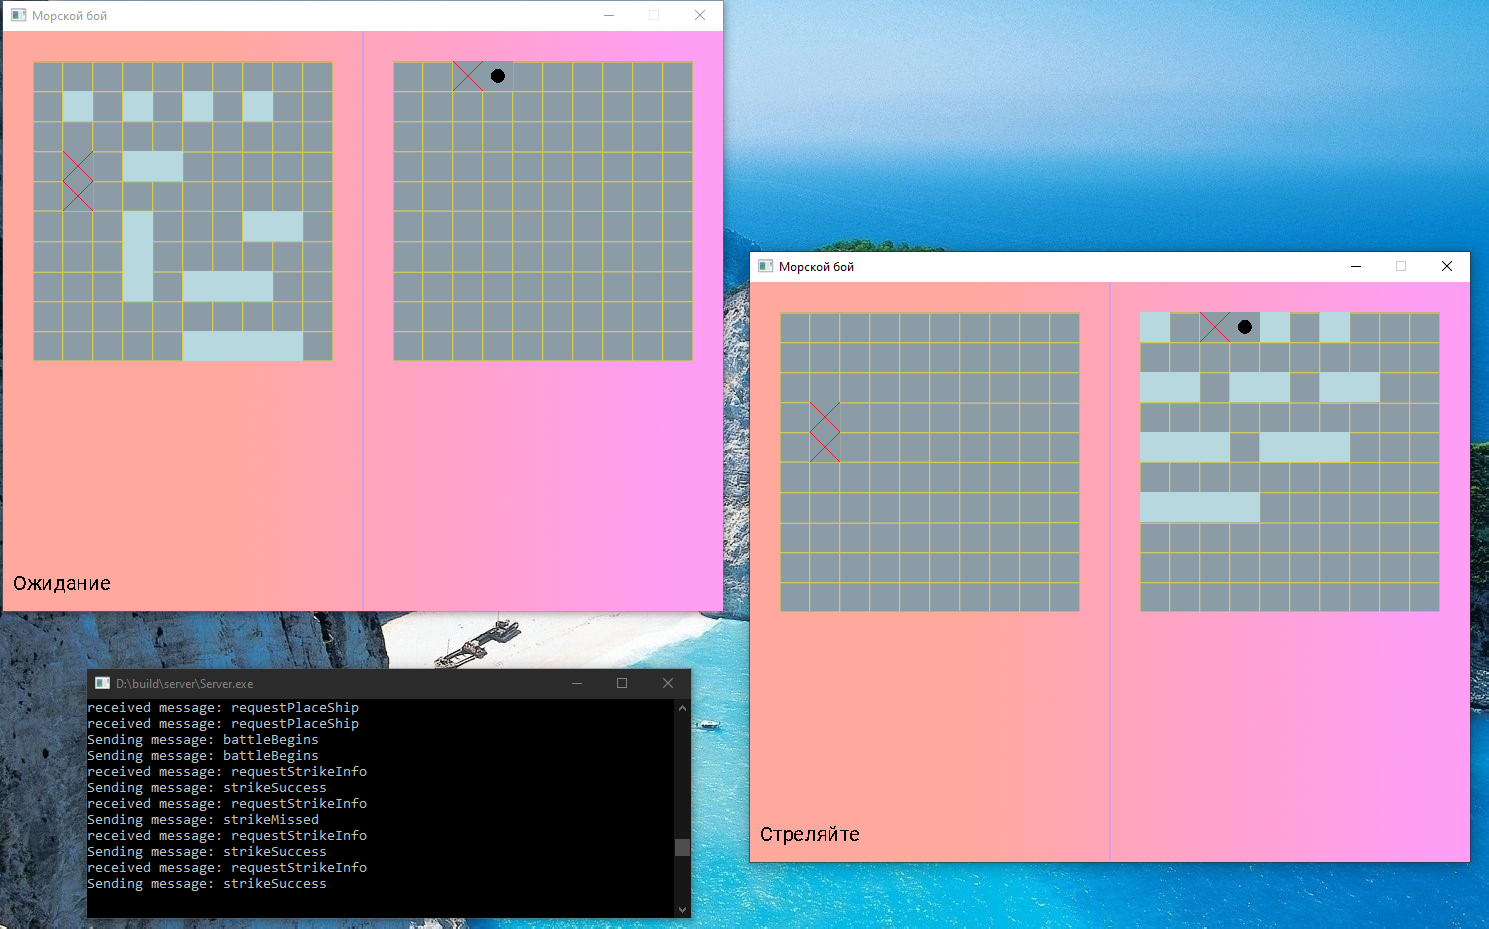 Морской бой
Ожидание
Морской бой
Стреляйте
D:\build\server\Server.exe
received message: requestPlaceShip
received message: requestPlaceShip
Sending message: battleBegins
Sending message: battleBegins
received message: requestStrikeInfo
Sending message: strikeSuccess
received message: requestStrikeInfo
Sending message: strikeMissed
received message: requestStrikeInfo
Sending message: strikeSuccess
received message: requestStrikeInfo
Sending message: strikeSuccess